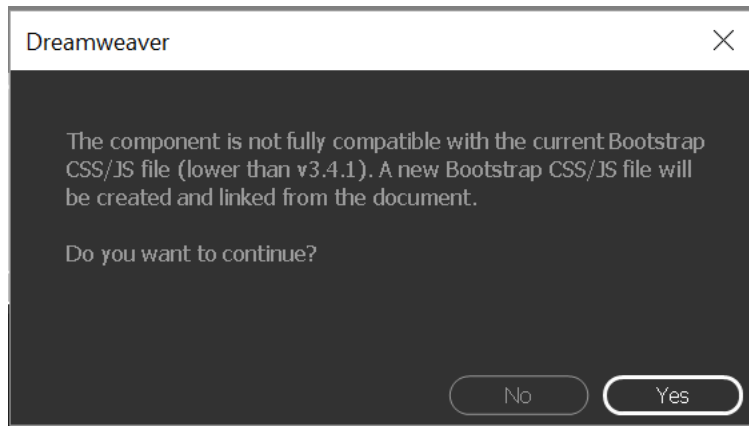 Dreamweaver
The component is not fully compatible with the current Bootstrap
CSS/JS file (lower than v3.4.1). A new Bootstrap CSS/JS file will
be created and linked from the document.
Do you want to continue?
No
Yes